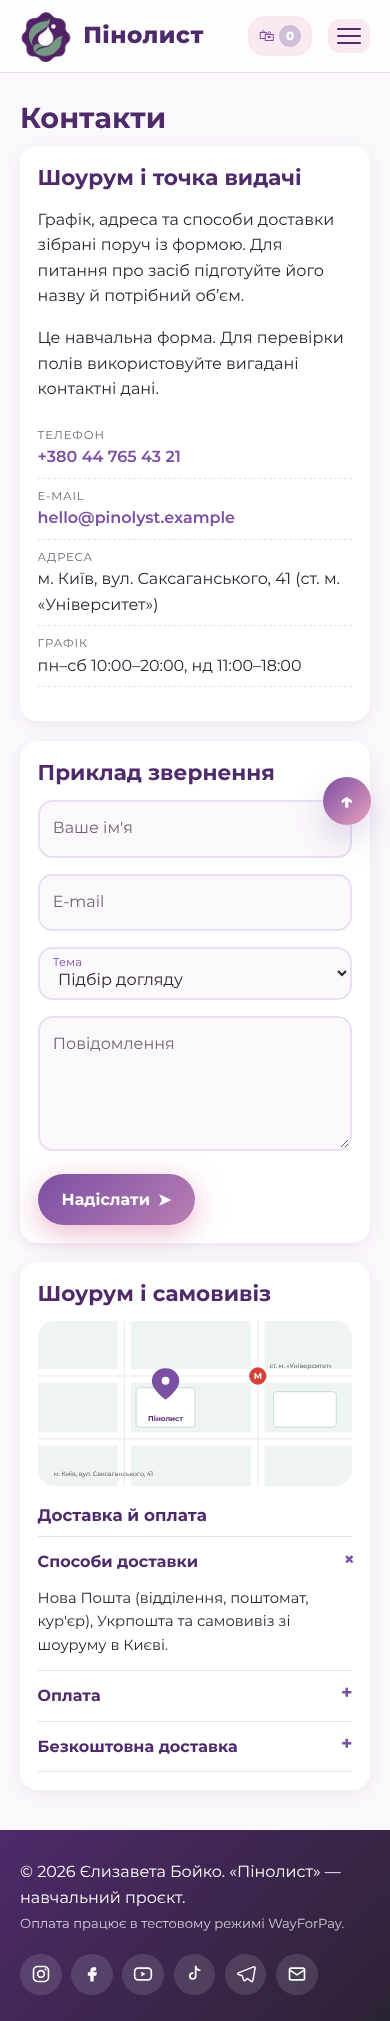 Пінолист
0
Контакти
Шоурум і точка видачі
Графік, адреса та способи доставки
зібрані поруч із формою. Для
питання про засіб підготуйте його
назву й потрібний об’єм.
Це навчальна форма. Для перевірки
полів використовуйте вигадані
контактні дані.
ТЕЛЕФОН
+380 44 765 43 21
E-MAIL
hello@pinolyst.example
АДРЕСА
м. Київ, вул. Саксаганського, 41 (ст. м.
«Університет»)
ГРАФІК
пн–сб 10:00–20:00, нд 11:00–18:00
Приклад звернення
Ваше ім'я
E-mail
Тема
Підбір догляду
Повідомлення
Надіслати ➤
Шоурум і самовивіз
ст. м. «Університет»
М
Пінолист
м. Київ, вул. Саксаганського, 41
Доставка й оплата
Способи доставки
Нова Пошта (відділення, поштомат,
кур'єр), Укрпошта та самовивіз зі
шоуруму в Києві.
Оплата +
Безкоштовна доставка +
© 2026 Єлизавета Бойко. «Пінолист» —
навчальний проєкт.
Оплата працює в тестовому режимі WayForPay.